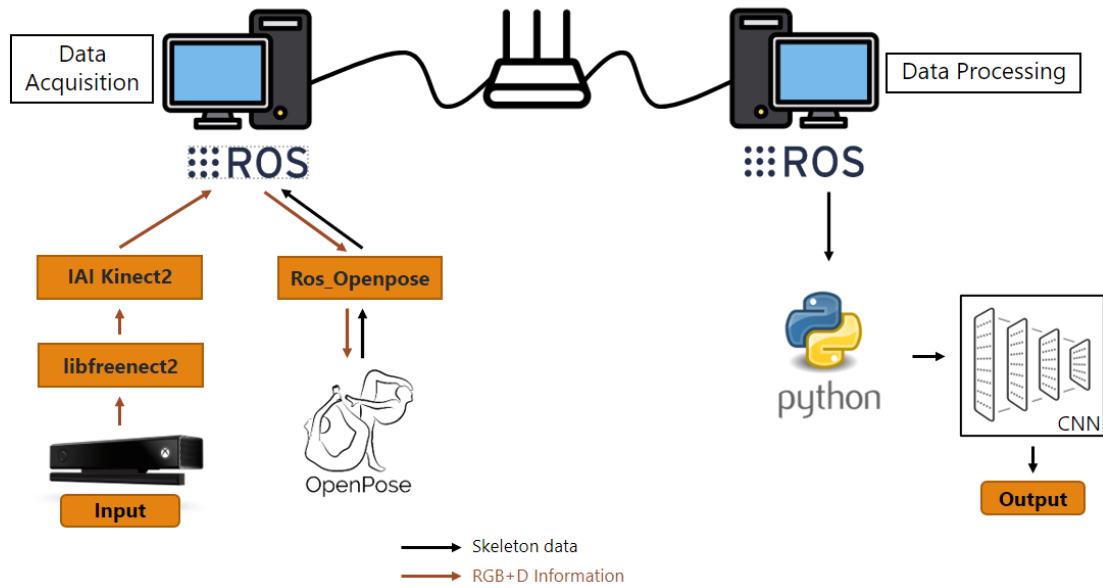 Data
Acquisition
Data Processing
ROS
ROS
IAI Kinect2
Ros_Openpose
libfreenect2
python
CNN
OpenPose
Input
Output
Skeleton data
RGB+D Information